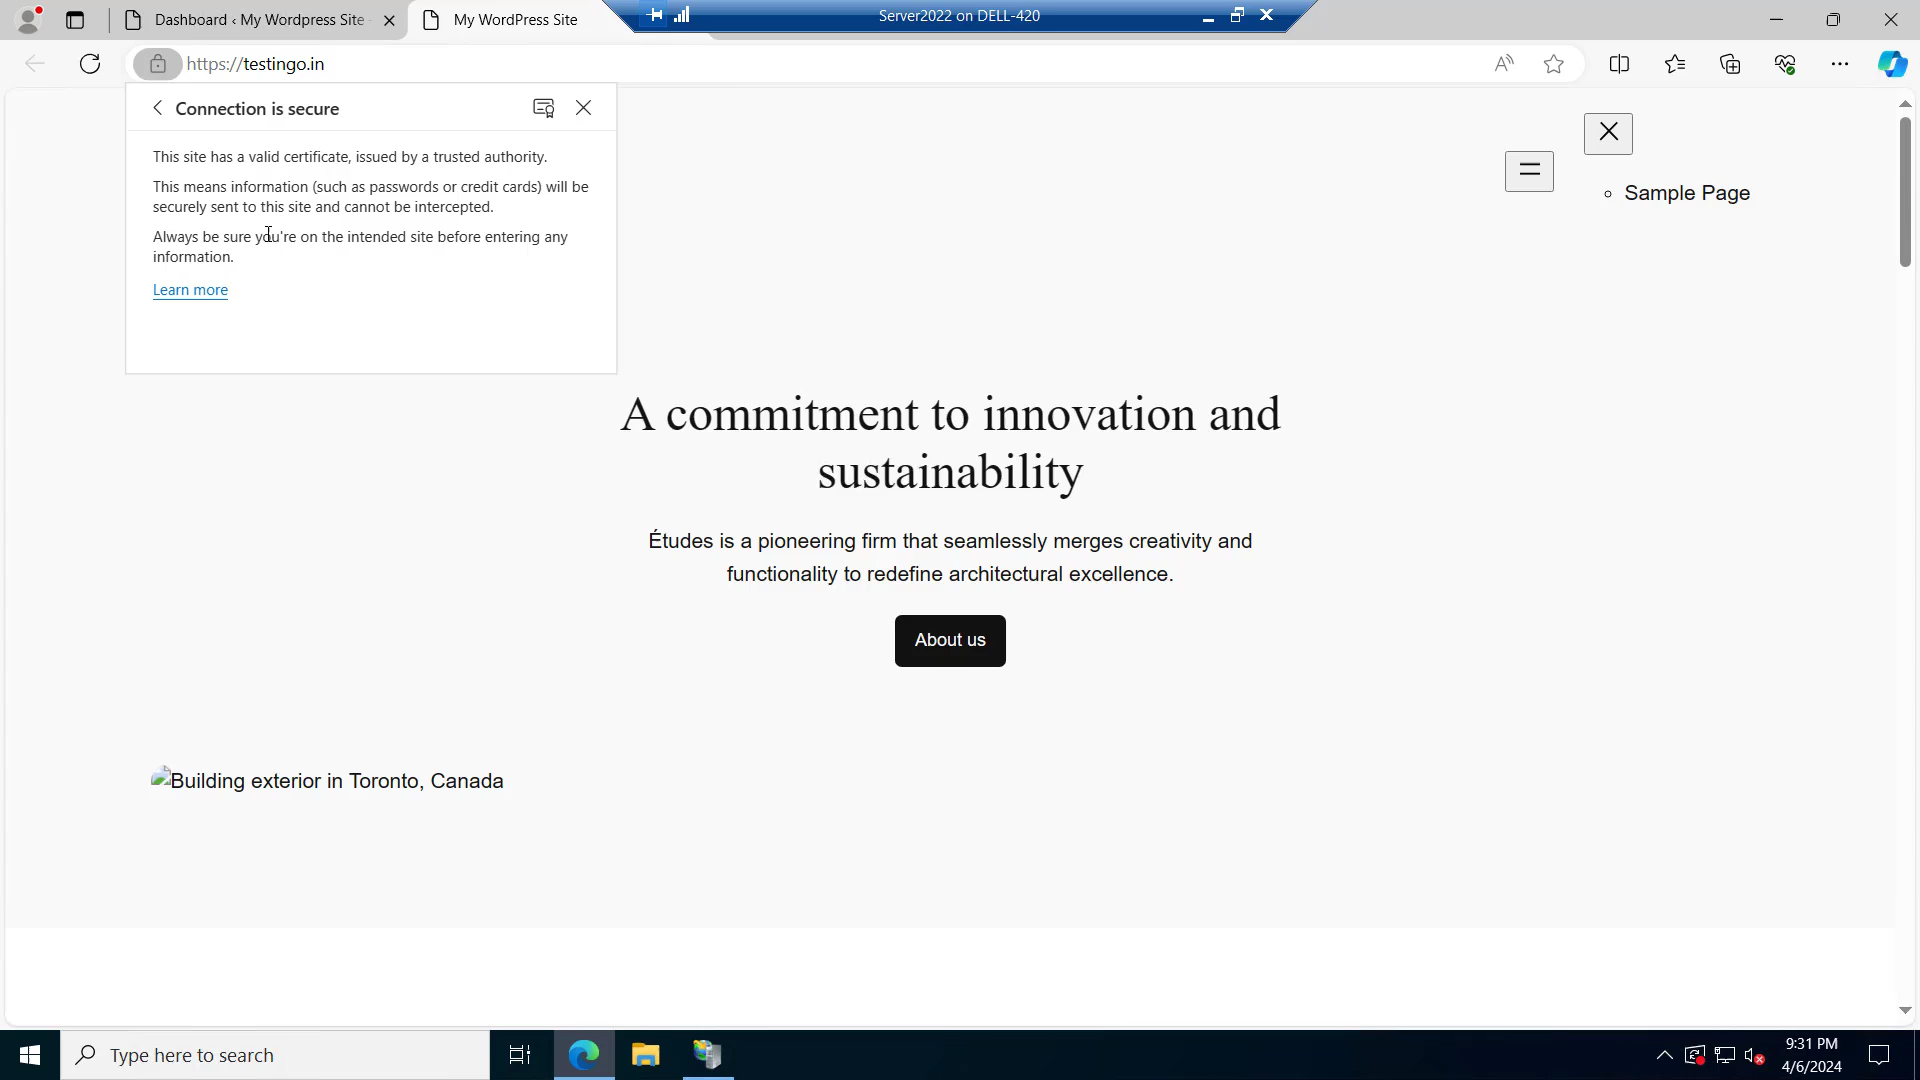 Dashboard ‹ My Wordpress Site -
My WordPress Site
Server2022 on DELL-420
https://testingo.in
Connection is secure
This site has a valid certificate, issued by a trusted authority.
This means information (such as passwords or credit cards) will be
securely sent to this site and cannot be intercepted.
Always be sure you're on the intended site before entering any
information.
Learn more
Sample Page
A commitment to innovation and
sustainability
Études is a pioneering firm that seamlessly merges creativity and
functionality to redefine architectural excellence.
About us
Building exterior in Toronto, Canada
Type here to search
9:31 PM
4/6/2024